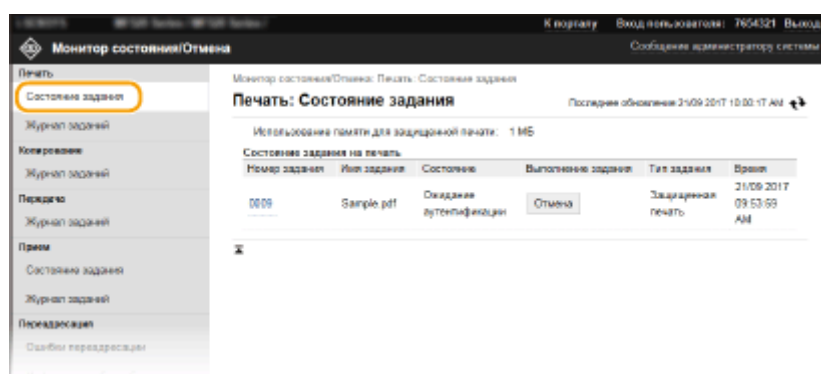 К порталу Вход пользователя: 7654321 Выход
Монитор состояния/Отмена
Сообщение администратору системы
Печать
Состояние задания
Журнал заданий
Копирование
Журнал заданий
Передача
Журнал заданий
Прием
Состояние задания
Журнал заданий
Переадресация
Ошибки переадресации
Монитор состояния/Отмена: Печать: Состояние задания
Печать: Состояние задания
Последнее обновление 21/09 2017 10:00:17 AM
Использование памяти для защищенной печати: 1 МБ
Состояние задания на печать
Номер задания Имя задания Состояние Выполнение задания Тип задания Время
0009 Sample.pdf Ожидание аутентификации Отмена Защищенная печать 21/09 2017 09:53:59 AM